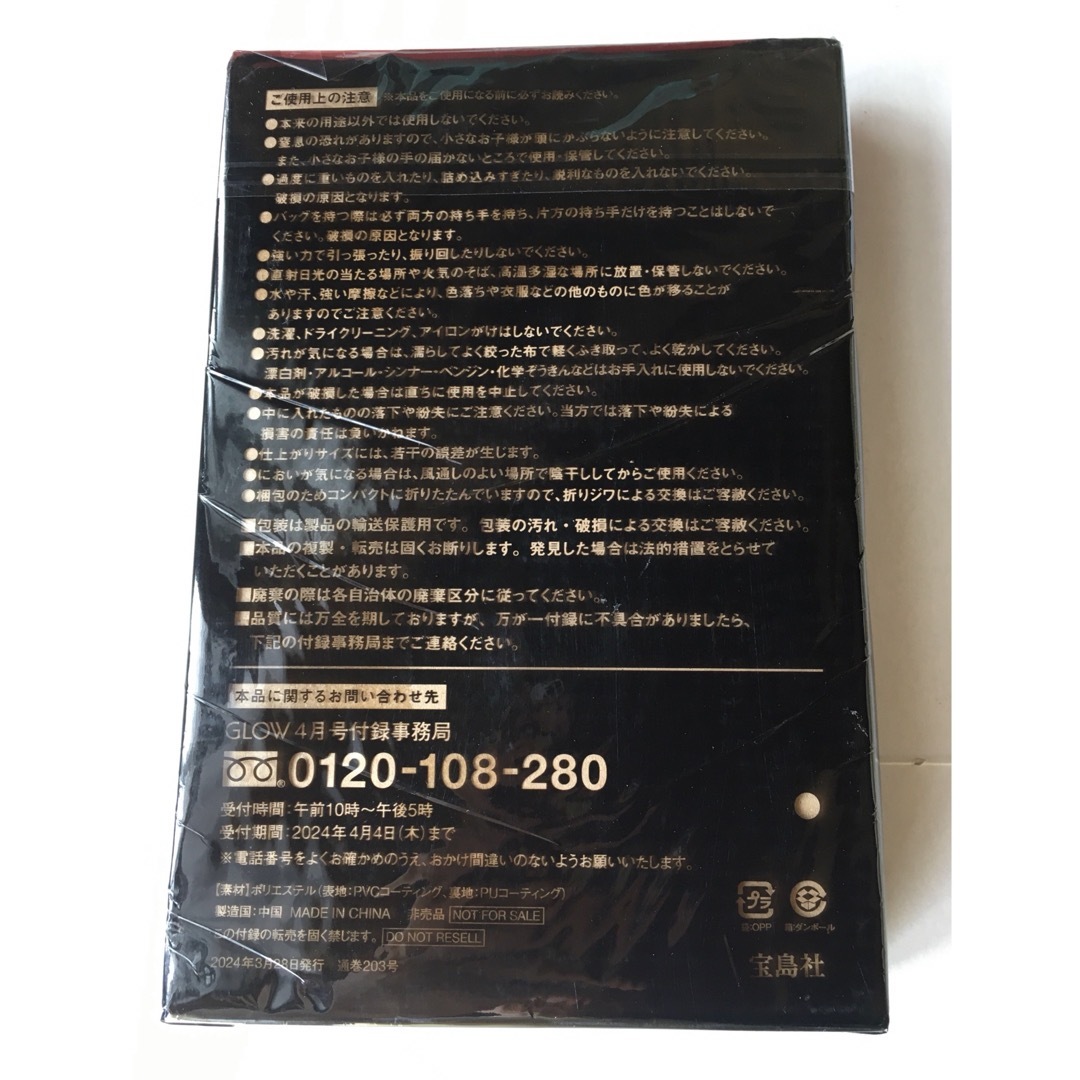 ご使用上の注意 ※本品をご使用になる前に必ずお読みください。
●本来の用途以外では使用しないでください。
●窒息の恐れがありますので、小さなお子様が頭にかぶらないように注意してください。
また、小さなお子様の手の届かないところで使用・保管してください。
●過度に重いものを入れたり、詰め込みすぎたり、鋭利なものを入れないでください。
破損の原因となります。
●バッグを持つ際は必ず両方の持ち手を持ち、片方の持ち手だけを持つことはしないで
ください。破損の原因となります。
●強い力で引っ張ったり、振り回したりしないでください。
●直射日光の当たる場所や火気のそば、高温多湿な場所に放置・保管しないでください。
●水や汗、強い摩擦などにより、色落ちや衣服などの他のものに色が移ることが
ありますのでご注意ください。
●洗濯、ドライクリーニング、アイロンがけはしないでください。
●汚れが気になる場合は、濡らしてよく絞った布で軽くふき取って、よく乾かしてください。
漂白剤・アルコール・シンナー・ベンジン・化学ぞうきんなどはお手入れに使用しないでください。
●本品が破損した場合は直ちに使用を中止してください。
●中に入れたものの落下や紛失にご注意ください。当方では落下や紛失による
損害の責任は負いかねます。
●仕上がりサイズには、若干の誤差が生じます。
●においが気になる場合は、風通しのよい場所で陰干ししてからご使用ください。
●梱包のためコンパクトに折りたたんでいますので、折りジワによる交換はご容赦ください。
■包装は製品の輸送保護用です。包装の汚れ・破損による交換はご容赦ください。
■本品の複製・転売は固くお断りします。発見した場合は法的措置をとらせて
いただくことがあります。
■廃棄の際は各自治体の廃棄区分に従ってください。
■品質には万全を期しておりますが、万が一付録に不具合がありましたら、
下記の付録事務局までご連絡ください。
本品に関するお問い合わせ先
GLOW 4月号付録事務局
0120-108-280
受付時間:午前10時〜午後5時
受付期間:2024年4月4日(木)まで
※電話番号をよくお確かめのうえ、おかけ間違いのないようお願いいたします。
【素材】ポリエステル(表地:PVCコーティング、裏地:PUコーティング)
製造国:中国 MADE IN CHINA 非売品 NOT FOR SALE
この付録の転売を固く禁じます。 DO NOT RESELL
2024年3月28日発行 通巻203号
プラ
袋:OPP 箱:ダンボール
宝島社